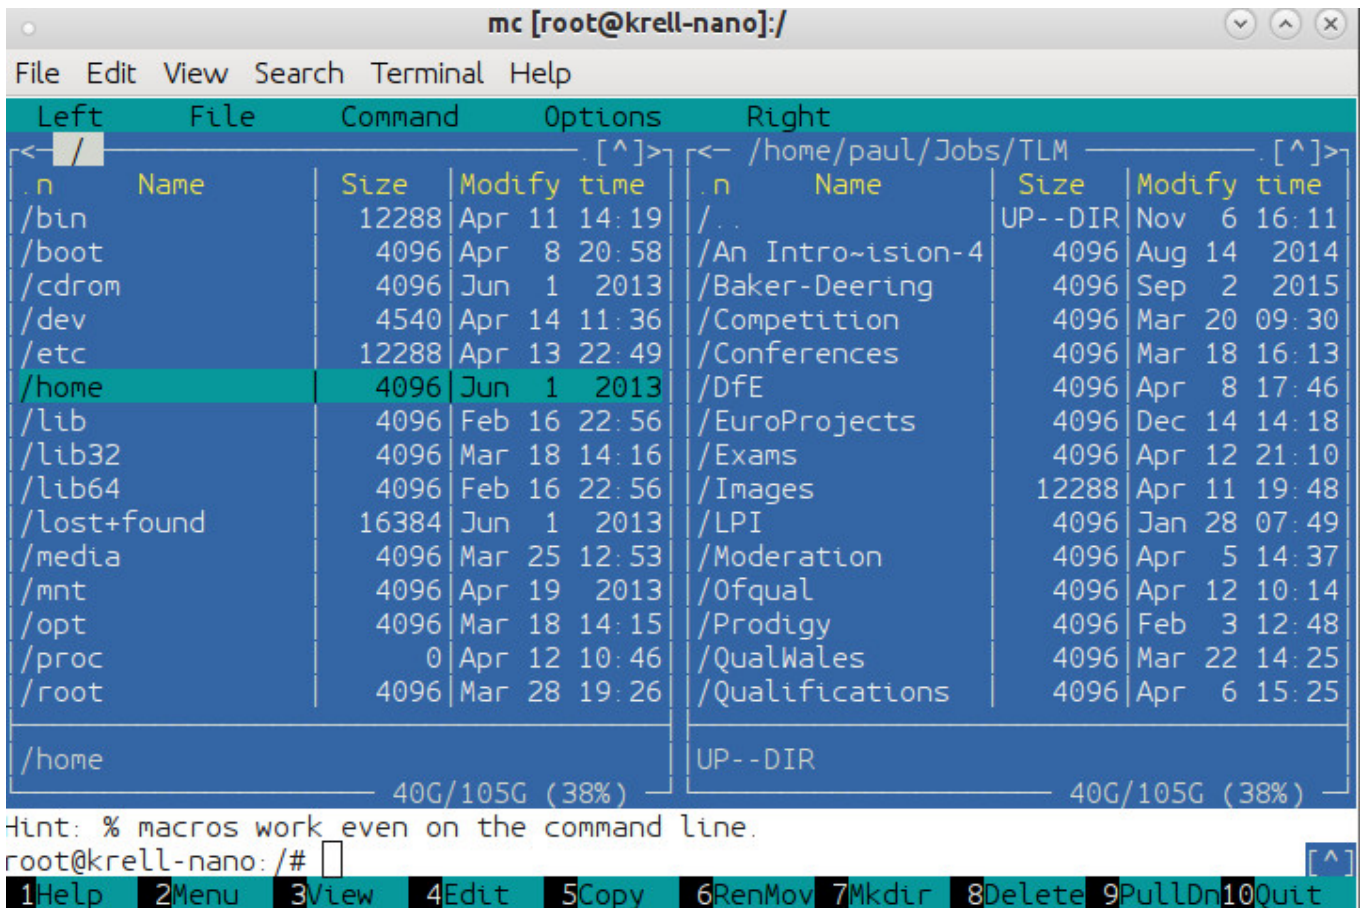 mc [root@krell-nano]:/
File Edit View Search Terminal Help
Left File Command Options Right
<─ / ─.[^]> <─ /home/paul/Jobs/TLM ─.[^]>
.n Name | Size |Modify time .n Name | Size |Modify time
/bin | 12288|Apr 11 14:19 /.. |UP--DIR|Nov 6 16:11
/boot | 4096|Apr 8 20:58 /An Intro~ision-4| 4096|Aug 14 2014
/cdrom | 4096|Jun 1 2013 /Baker-Deering | 4096|Sep 2 2015
/dev | 4540|Apr 14 11:36 /Competition | 4096|Mar 20 09:30
/etc | 12288|Apr 13 22:49 /Conferences | 4096|Mar 18 16:13
/home | 4096|Jun 1 2013 /DfE | 4096|Apr 8 17:46
/lib | 4096|Feb 16 22:56 /EuroProjects | 4096|Dec 14 14:18
/lib32 | 4096|Mar 18 14:16 /Exams | 4096|Apr 12 21:10
/lib64 | 4096|Feb 16 22:56 /Images | 12288|Apr 11 19:48
/lost+found | 16384|Jun 1 2013 /LPI | 4096|Jan 28 07:49
/media | 4096|Mar 25 12:53 /Moderation | 4096|Apr 5 14:37
/mnt | 4096|Apr 19 2013 /Ofqual | 4096|Apr 12 10:14
/opt | 4096|Mar 18 14:15 /Prodigy | 4096|Feb 3 12:48
/proc | 0|Apr 12 10:46 /QualWales | 4096|Mar 22 14:25
/root | 4096|Mar 28 19:26 /Qualifications | 4096|Apr 6 15:25
/home UP--DIR
40G/105G (38%) 40G/105G (38%)
Hint: % macros work even on the command line.
root@krell-nano:/# [^]
1Help 2Menu 3View 4Edit 5Copy 6RenMov 7Mkdir 8Delete 9PullDn 10Quit